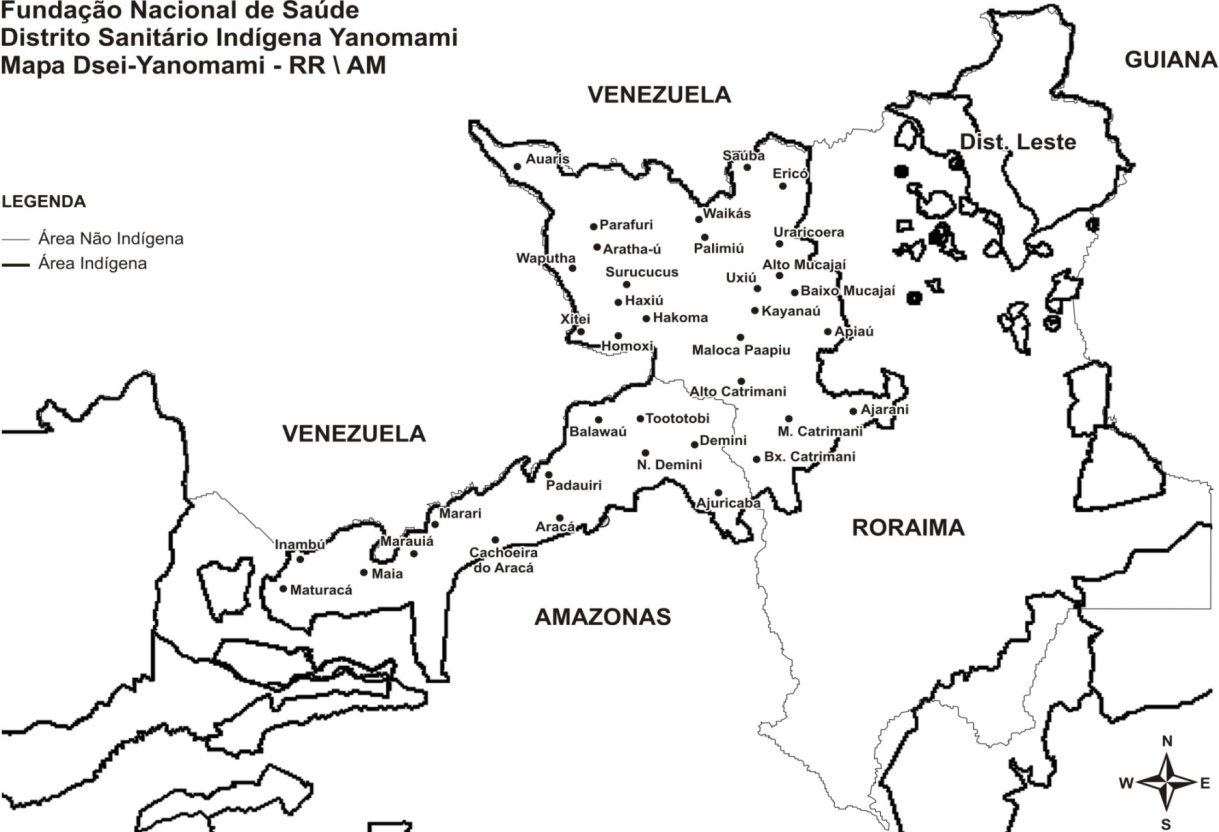 Fundação Nacional de Saúde
Distrito Sanitário Indígena Yanomami
Mapa Dsei-Yanomami - RR \ AM
GUIANA
VENEZUELA
Dist. Leste
Auaris
Saúba
Ericó
LEGENDA
Área Não Indígena
Área Indígena
Waikás
Parafuri
Uraricoera
Palimiú
Aratha-ú
Waputha
Alto Mucajaí
Surucucus
Uxiú
Baixo Mucajaí
Haxiú
Kayanaú
Hakoma
Xitei
Apiaú
Homoxi
Maloca Paapiu
Alto Catrimani
Ajarani
Tootototobi
Balawaú
M. Catrimani
VENEZUELA
Demini
Bx. Catrimani
N. Demini
Padauiri
Ajuricaba
Marari
Aracá
RORAIMA
Marauiá
Inambú
Cachoeira
do Aracá
Maia
Maturacá
AMAZONAS
N
W
E
S